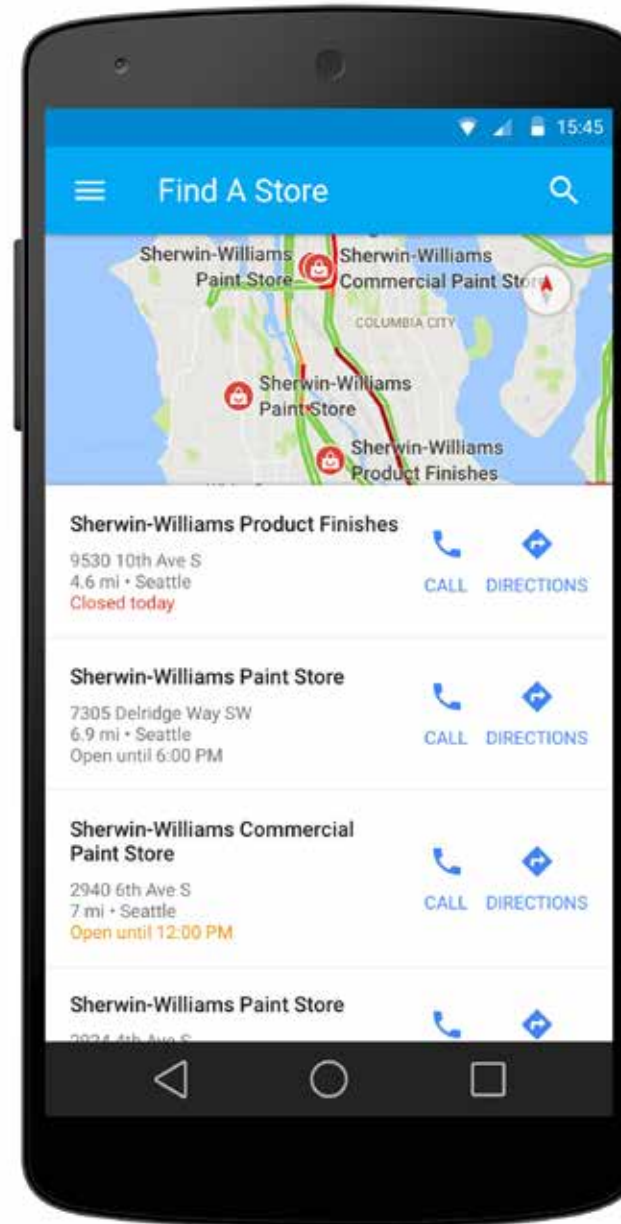 15:45
Find A Store
Sherwin-Williams
Paint Store
Sherwin-Williams
Commercial Paint Store
COLUMBIA CITY
Sherwin-Williams
Paint Store
Sherwin-Williams
Product Finishes
Sherwin-Williams Product Finishes
9530 10th Ave S
4.6 mi • Seattle
Closed today
CALL
DIRECTIONS
Sherwin-Williams Paint Store
7305 Delridge Way SW
6.9 mi • Seattle
Open until 6:00 PM
CALL
DIRECTIONS
Sherwin-Williams Commercial
Paint Store
2940 6th Ave S
7 mi • Seattle
Open until 12:00 PM
CALL
DIRECTIONS
Sherwin-Williams Paint Store
4th Ave S